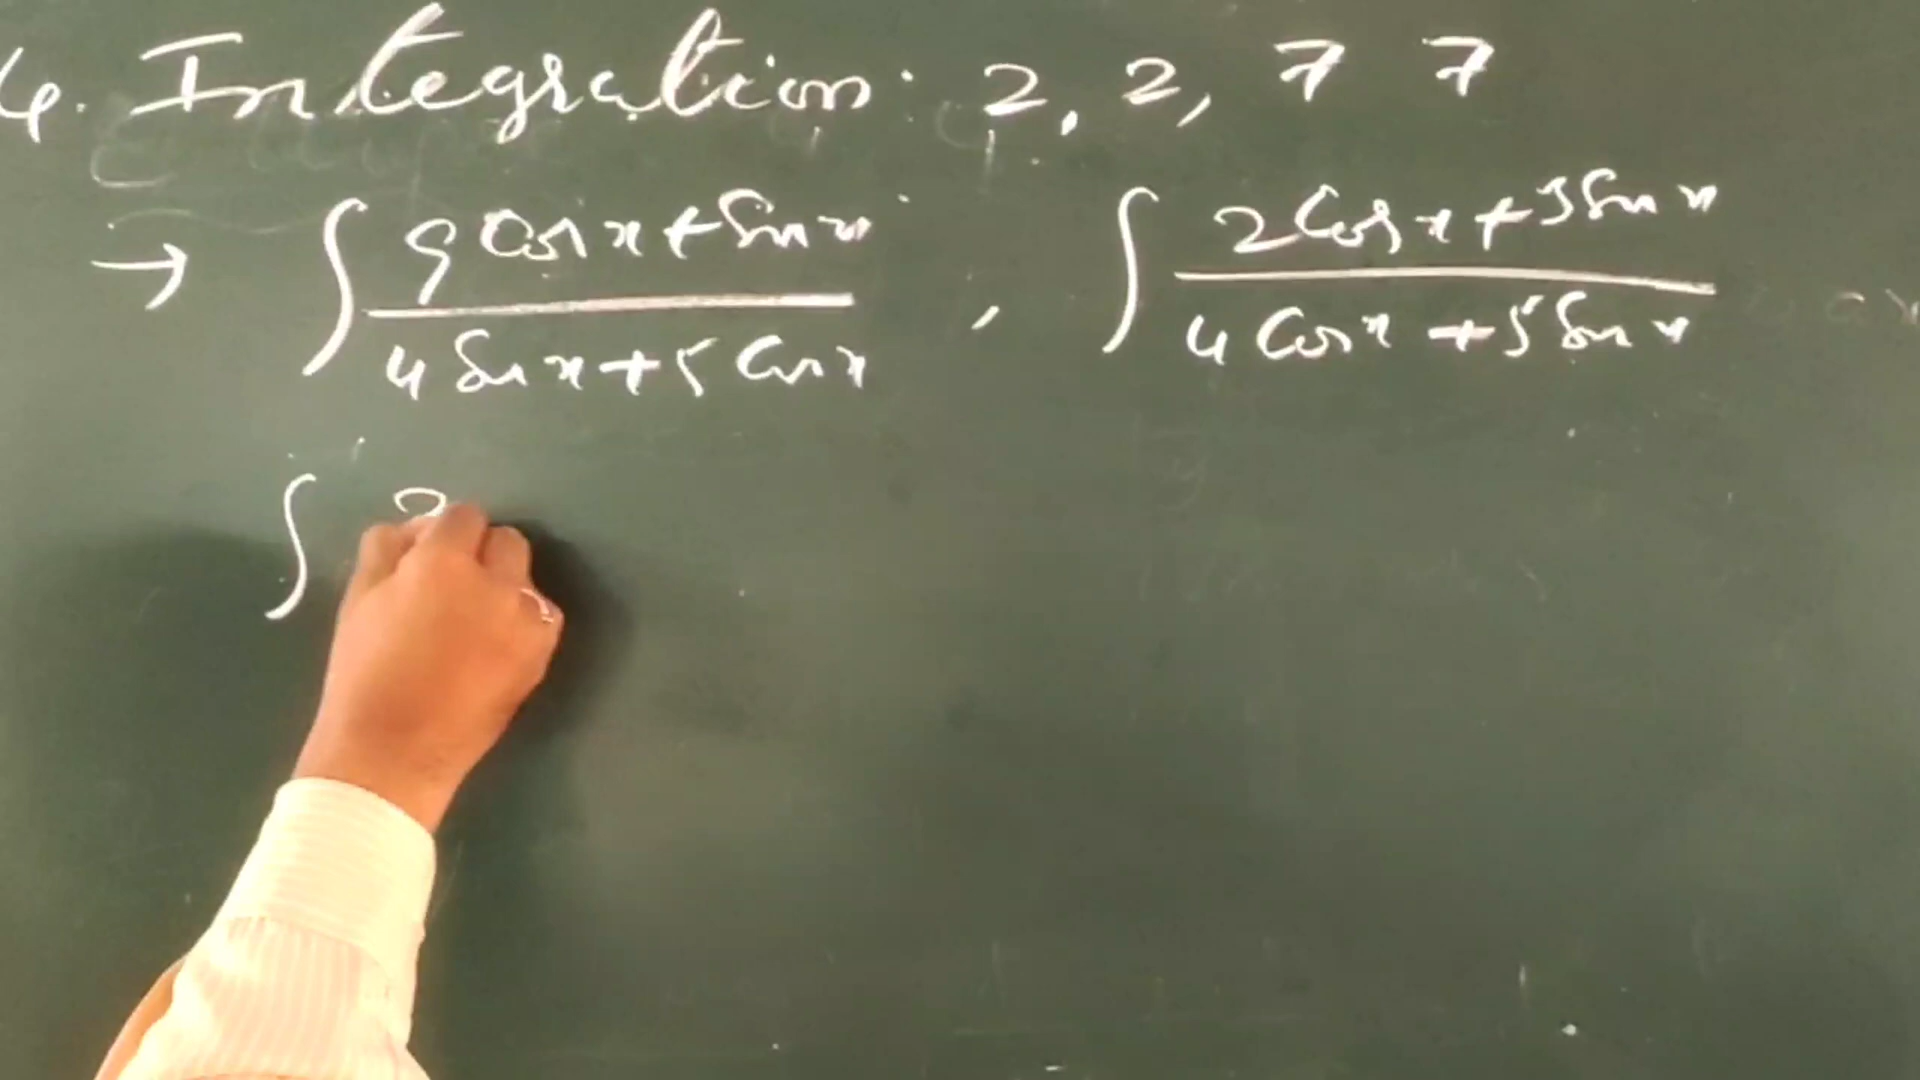 4. Integration: 2, 2, 7 7
→ ∫ 9 Cos x + Sin x / 4 Sin x + 5 Cos x , ∫ 2 Cos x + 3 Sin x / 4 Cos x + 5 Sin x
∫ 2